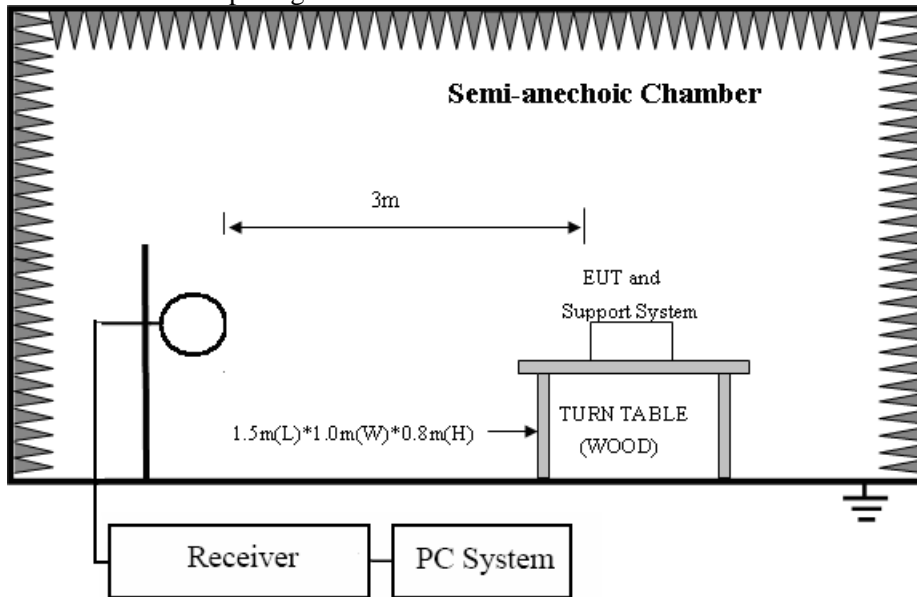 Semi-anechoic Chamber
3m
EUT and
Support System
1.5m(L)*1.0m(W)*0.8m(H)
TURN TABLE
(WOOD)
Receiver
PC System